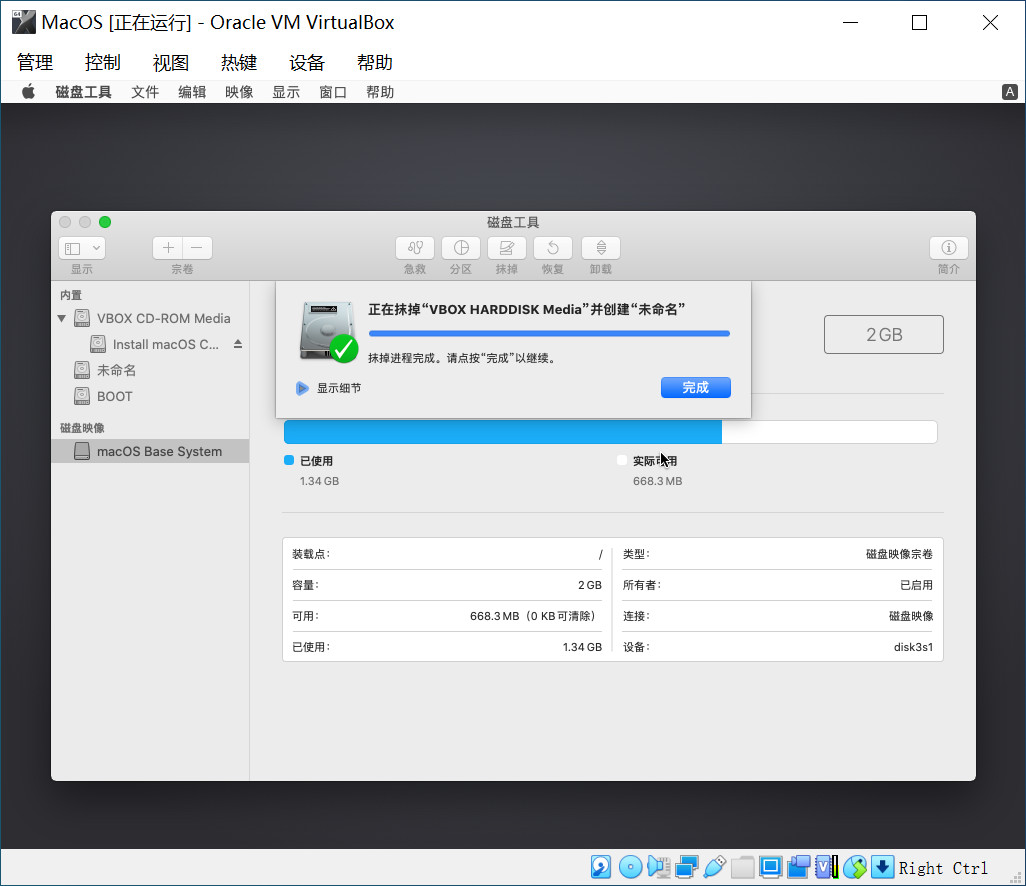 MacOS [正在运行] - Oracle VM VirtualBox
管理 控制 视图 热键 设备 帮助
磁盘工具 文件 编辑 映像 显示 窗口 帮助 A
磁盘工具
显示 宗卷 急救 分区 抹掉 恢复 卸载 简介
内置
VBOX CD-ROM Media
Install macOS C...
未命名
BOOT
磁盘映像
macOS Base System
正在抹掉“VBOX HARDDISK Media”并创建“未命名”
抹掉进程完成。请点按“完成”以继续。
显示细节
完成
2 GB
已使用
1.34 GB
实际可用
668.3 MB
装载点: /
容量: 2 GB
可用: 668.3 MB（0 KB 可清除）
已使用: 1.34 GB
类型: 磁盘映像宗卷
所有者: 已启用
连接: 磁盘映像
设备: disk3s1
Right Ctrl